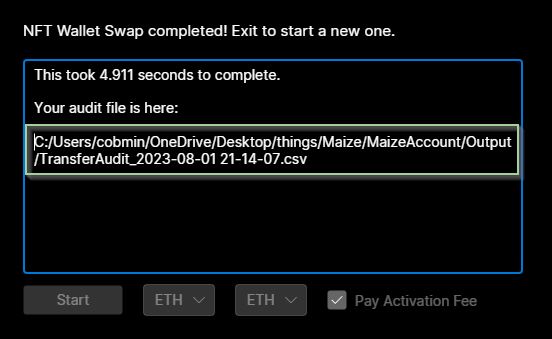 NFT Wallet Swap completed! Exit to start a new one.
This took 4.911 seconds to complete.
Your audit file is here:
C:/Users/cobmin/OneDrive/Desktop/things/Maize/MaizeAccount/Output
/TransferAudit_2023-08-01 21-14-07.csv
Start ETH ETH Pay Activation Fee